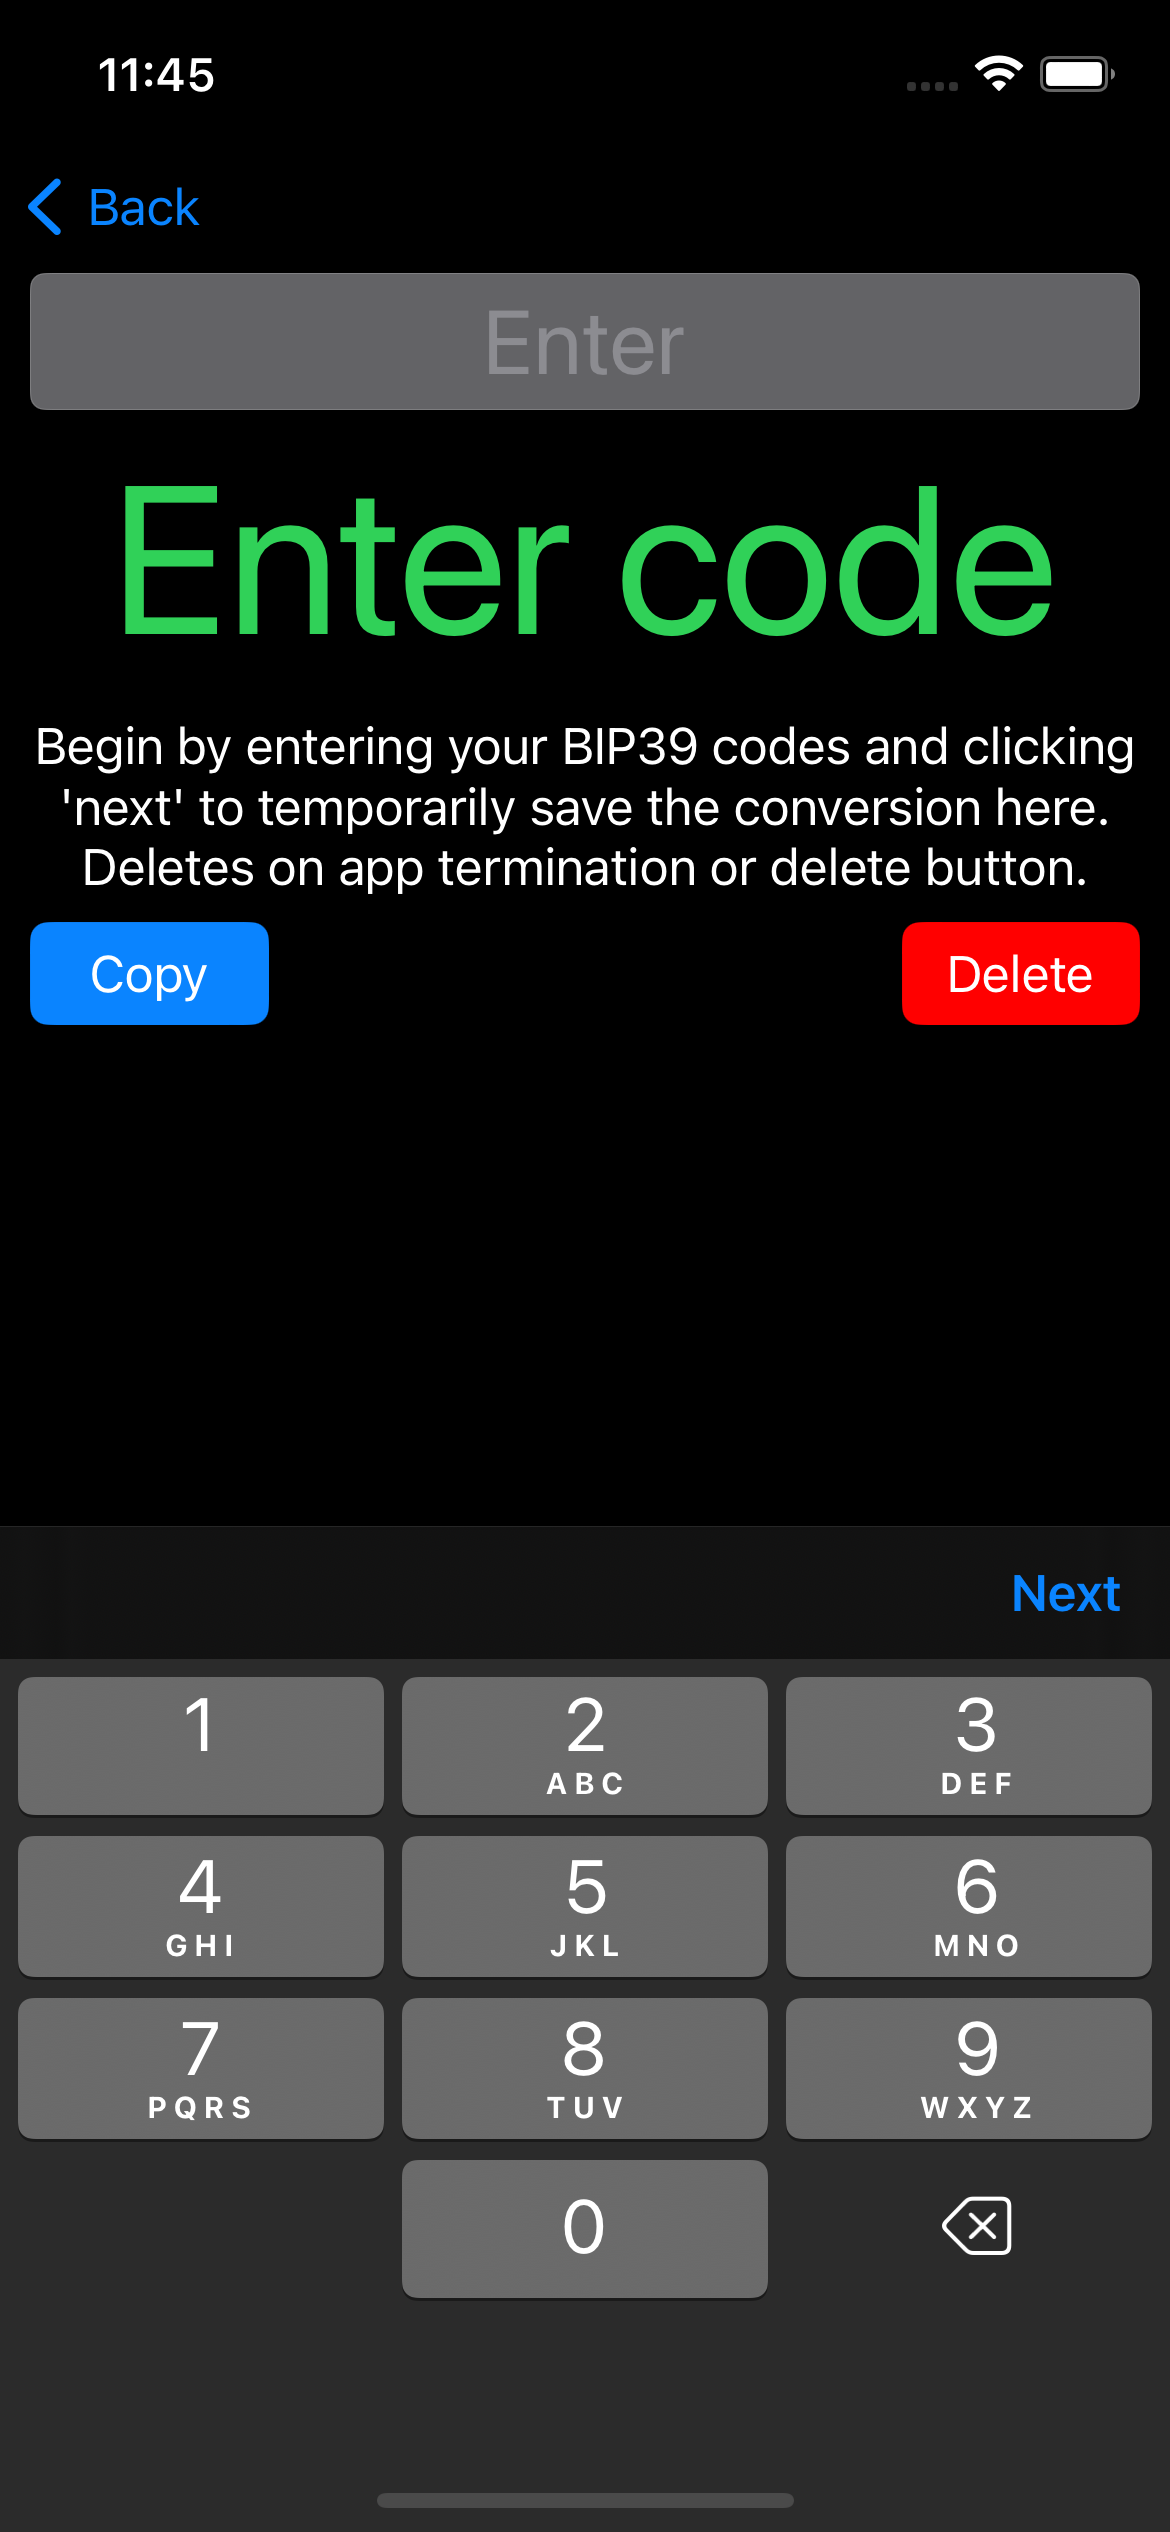 11:45
Back
Enter
Enter code
Begin by entering your BIP39 codes and clicking
'next' to temporarily save the conversion here.
Deletes on app termination or delete button.
Copy Delete
Next
1 2 3
ABC DEF
4 5 6
GHI JKL MNO
7 8 9
PQRS TUV WXYZ
0